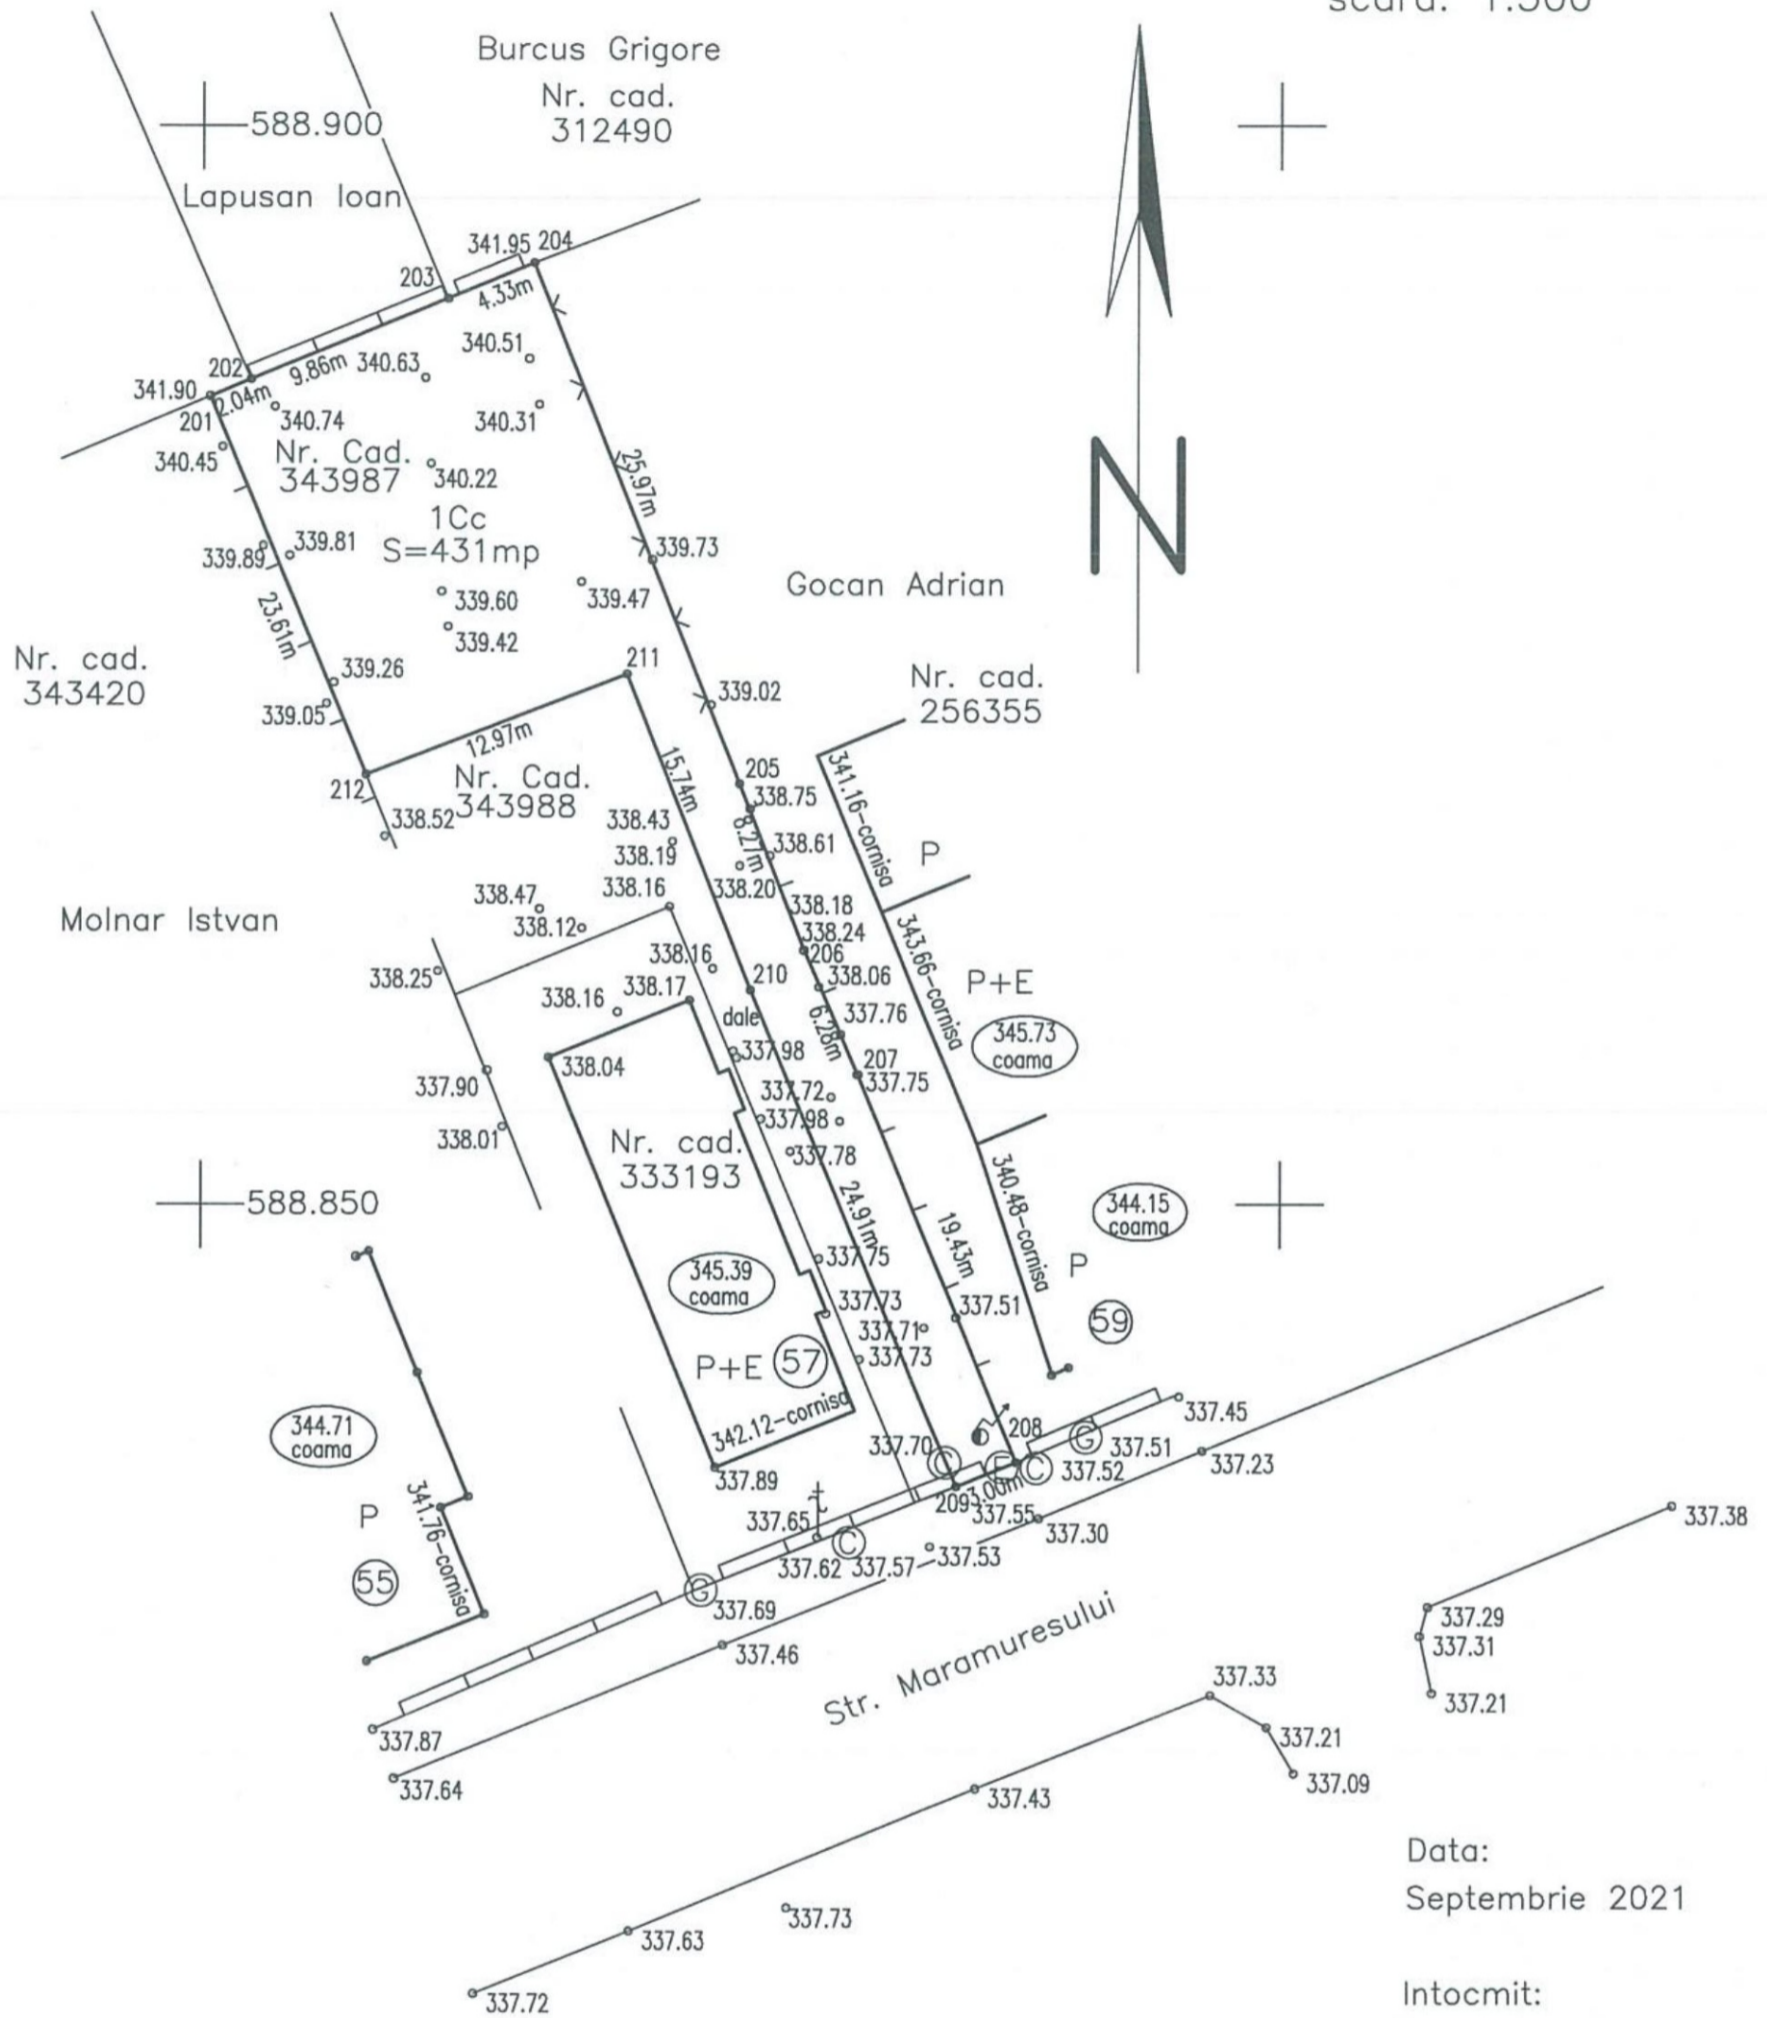 Burcus Grigore
Nr. cad.
312490
588.900
Lapusan Ioan
341.95 204
203
4.33m
340.51
202
9.86m 340.63
341.90
2.04m
201
340.74
340.31
340.45
Nr. Cad.
343987
340.22
25.97m
1Cc
S=431mp
339.89
339.81
339.73
N
Gocan Adrian
339.60
339.47
339.42
23.61m
Nr. cad.
343420
339.26
211
339.05
339.02
Nr. cad.
256355
12.97m
212
Nr. Cad.
343988
15.74m
205
338.75
341.16-cornisa
338.52
338.43
338.19
8.27m
338.61
P
338.47
338.16
338.20
338.18
338.12
338.24
206
Molnar Istvan
343.66-cornisa
338.25
338.16
210
338.06
P+E
338.16
338.17
dale
6.28m
337.76
345.73
coama
338.04
337.98
207
337.75
337.90
337.72
337.98
338.01
Nr. cad.
333193
337.78
588.850
24.91m
19.43m
340.48-cornisa
344.15
coama
337.75
P
345.39
coama
337.73
337.51
59
337.71
337.73
P+E 57
342.12-cornisa
344.71
coama
337.89
337.70
C
208
E
C
G
337.45
337.51
337.52
337.23
P
341.76-cornisa
337.65
209
3.00m
337.55
337.30
C
337.62 337.57
337.53
55
G
337.69
337.46
337.38
337.29
337.31
337.21
Str. Maramuresului
337.87
337.64
337.33
337.21
337.09
337.43
Data:
Septembrie 2021
337.73
337.63
337.72
Intocmit: